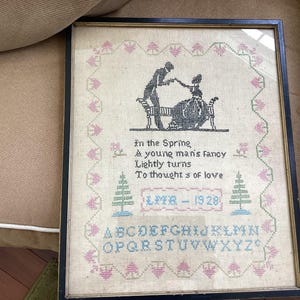 In the Spring
A young man's fancy
Lightly turns
To thought s of love
LMR - 1928
ABCDEFGHIJKLMN
OPQRSTUVWXYZ